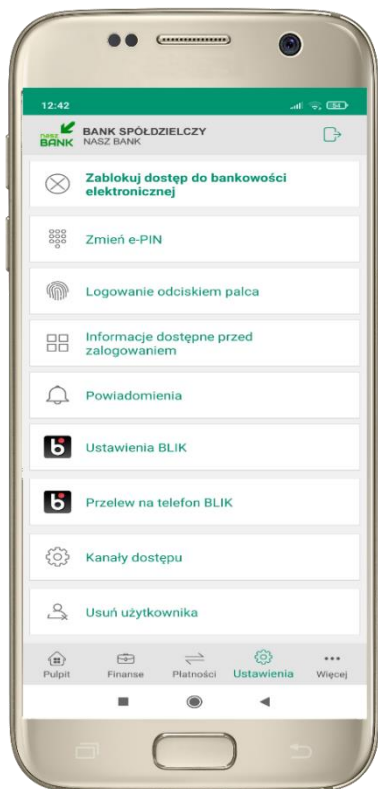 12:42
NASZ
BANK
BANK SPÓŁDZIELCZY
NASZ BANK
Zablokuj dostęp do bankowości
elektronicznej
Zmień e-PIN
Logowanie odciskiem palca
Informacje dostępne przed
zalogowaniem
Powiadomienia
Ustawienia BLIK
Przelew na telefon BLIK
Kanały dostępu
Usuń użytkownika
Pulpit Finanse Płatności Ustawienia Więcej